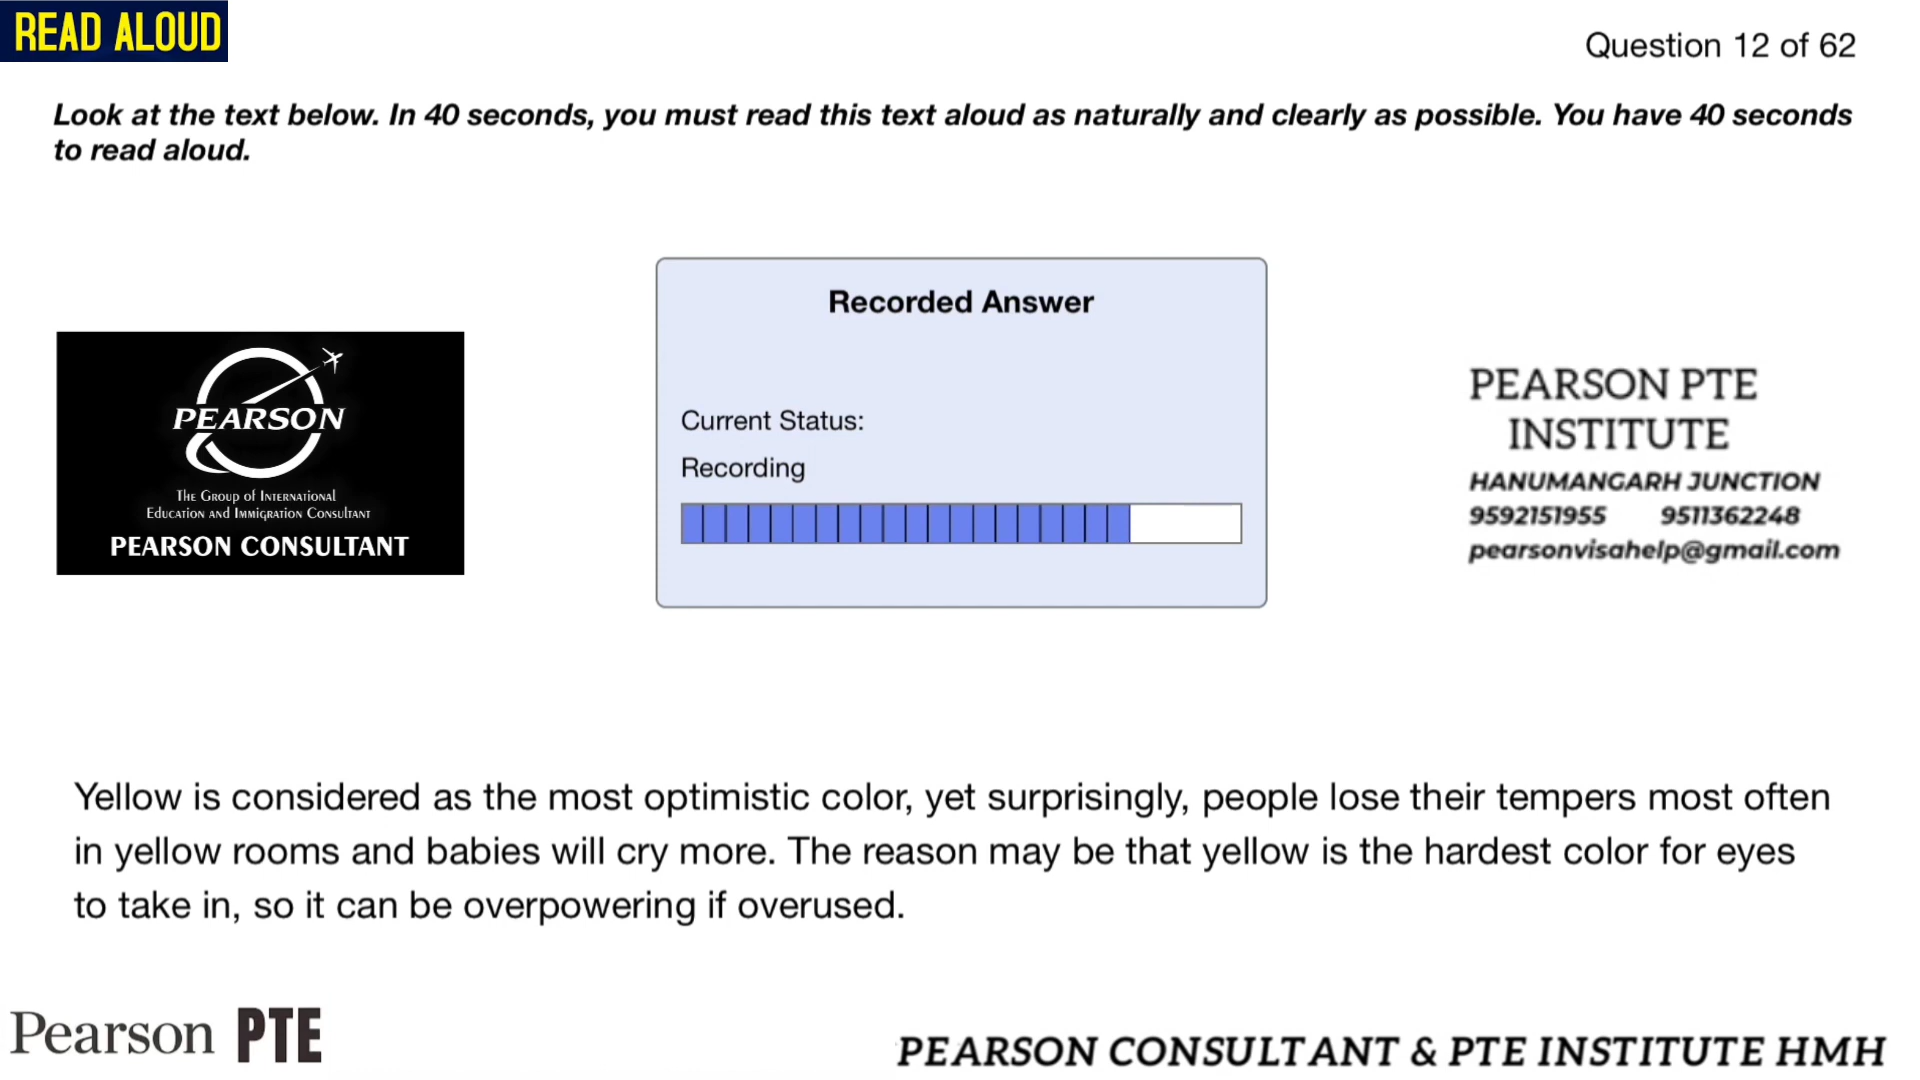 READ ALOUD
Question 12 of 62
Look at the text below. In 40 seconds, you must read this text aloud as naturally and clearly as possible. You have 40 seconds
to read aloud.
Recorded Answer
Current Status:
Recording
PEARSON
The Group of International
Education and Immigration Consultant
PEARSON CONSULTANT
PEARSON PTE
INSTITUTE
HANUMANGARH JUNCTION
9592151955 9511362248
pearsonvisahelp@gmail.com
Yellow is considered as the most optimistic color, yet surprisingly, people lose their tempers most often
in yellow rooms and babies will cry more. The reason may be that yellow is the hardest color for eyes
to take in, so it can be overpowering if overused.
Pearson PTE
PEARSON CONSULTANT & PTE INSTITUTE HMH